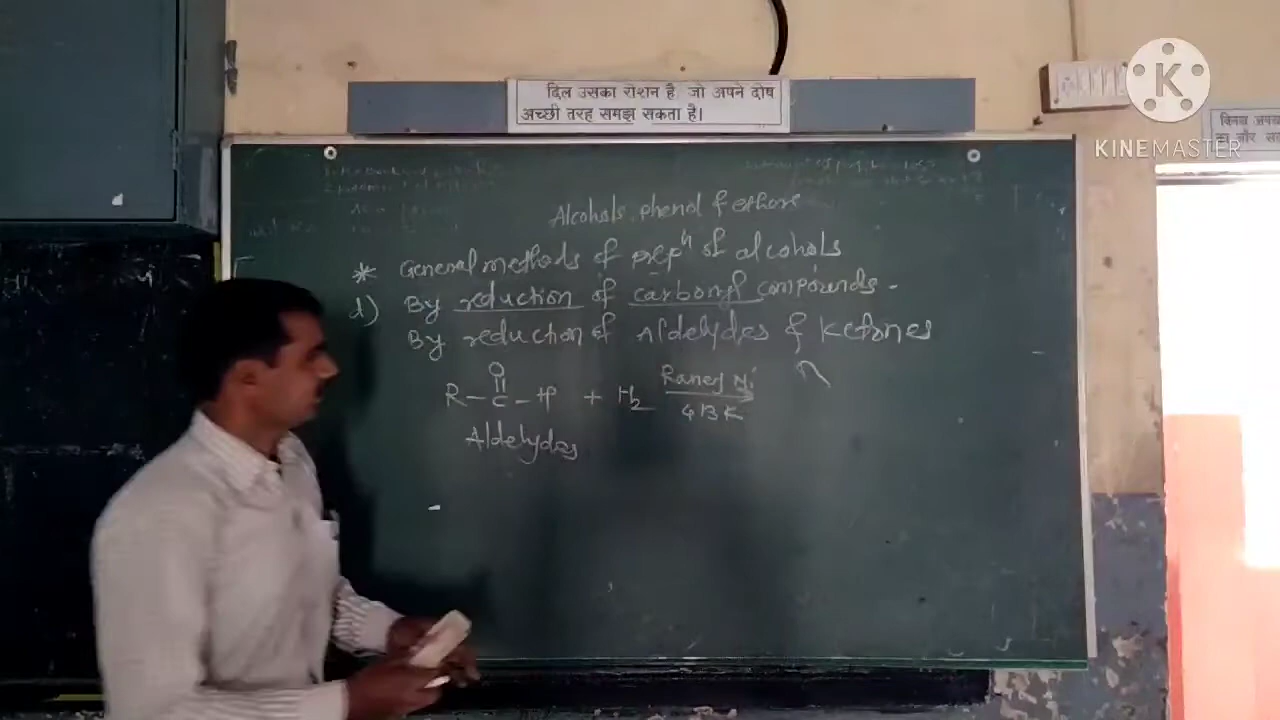 दिल उसका रोशन है, जो अपने दोष
अच्छी तरह समझ सकता है।
K
KINEMASTER
Alcohols, phenol & ethers
* General methods of prepⁿ of alcohols
d) By reduction of carbonyl compounds -
By reduction of Aldehydes & Ketones
O
R-C-H + H2 Raney Ni
413 K
Aldehydes